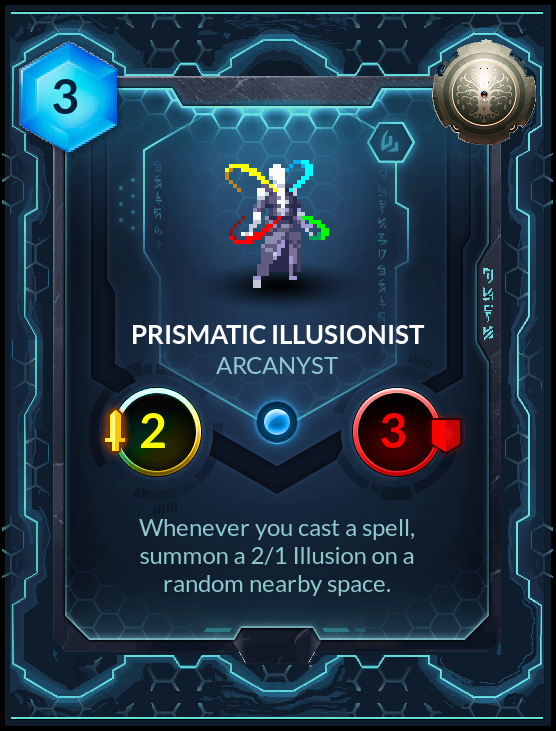 3
PRISMATIC ILLUSIONIST
ARCANYST
2
3
Whenever you cast a spell,
summon a 2/1 Illusion on a
random nearby space.